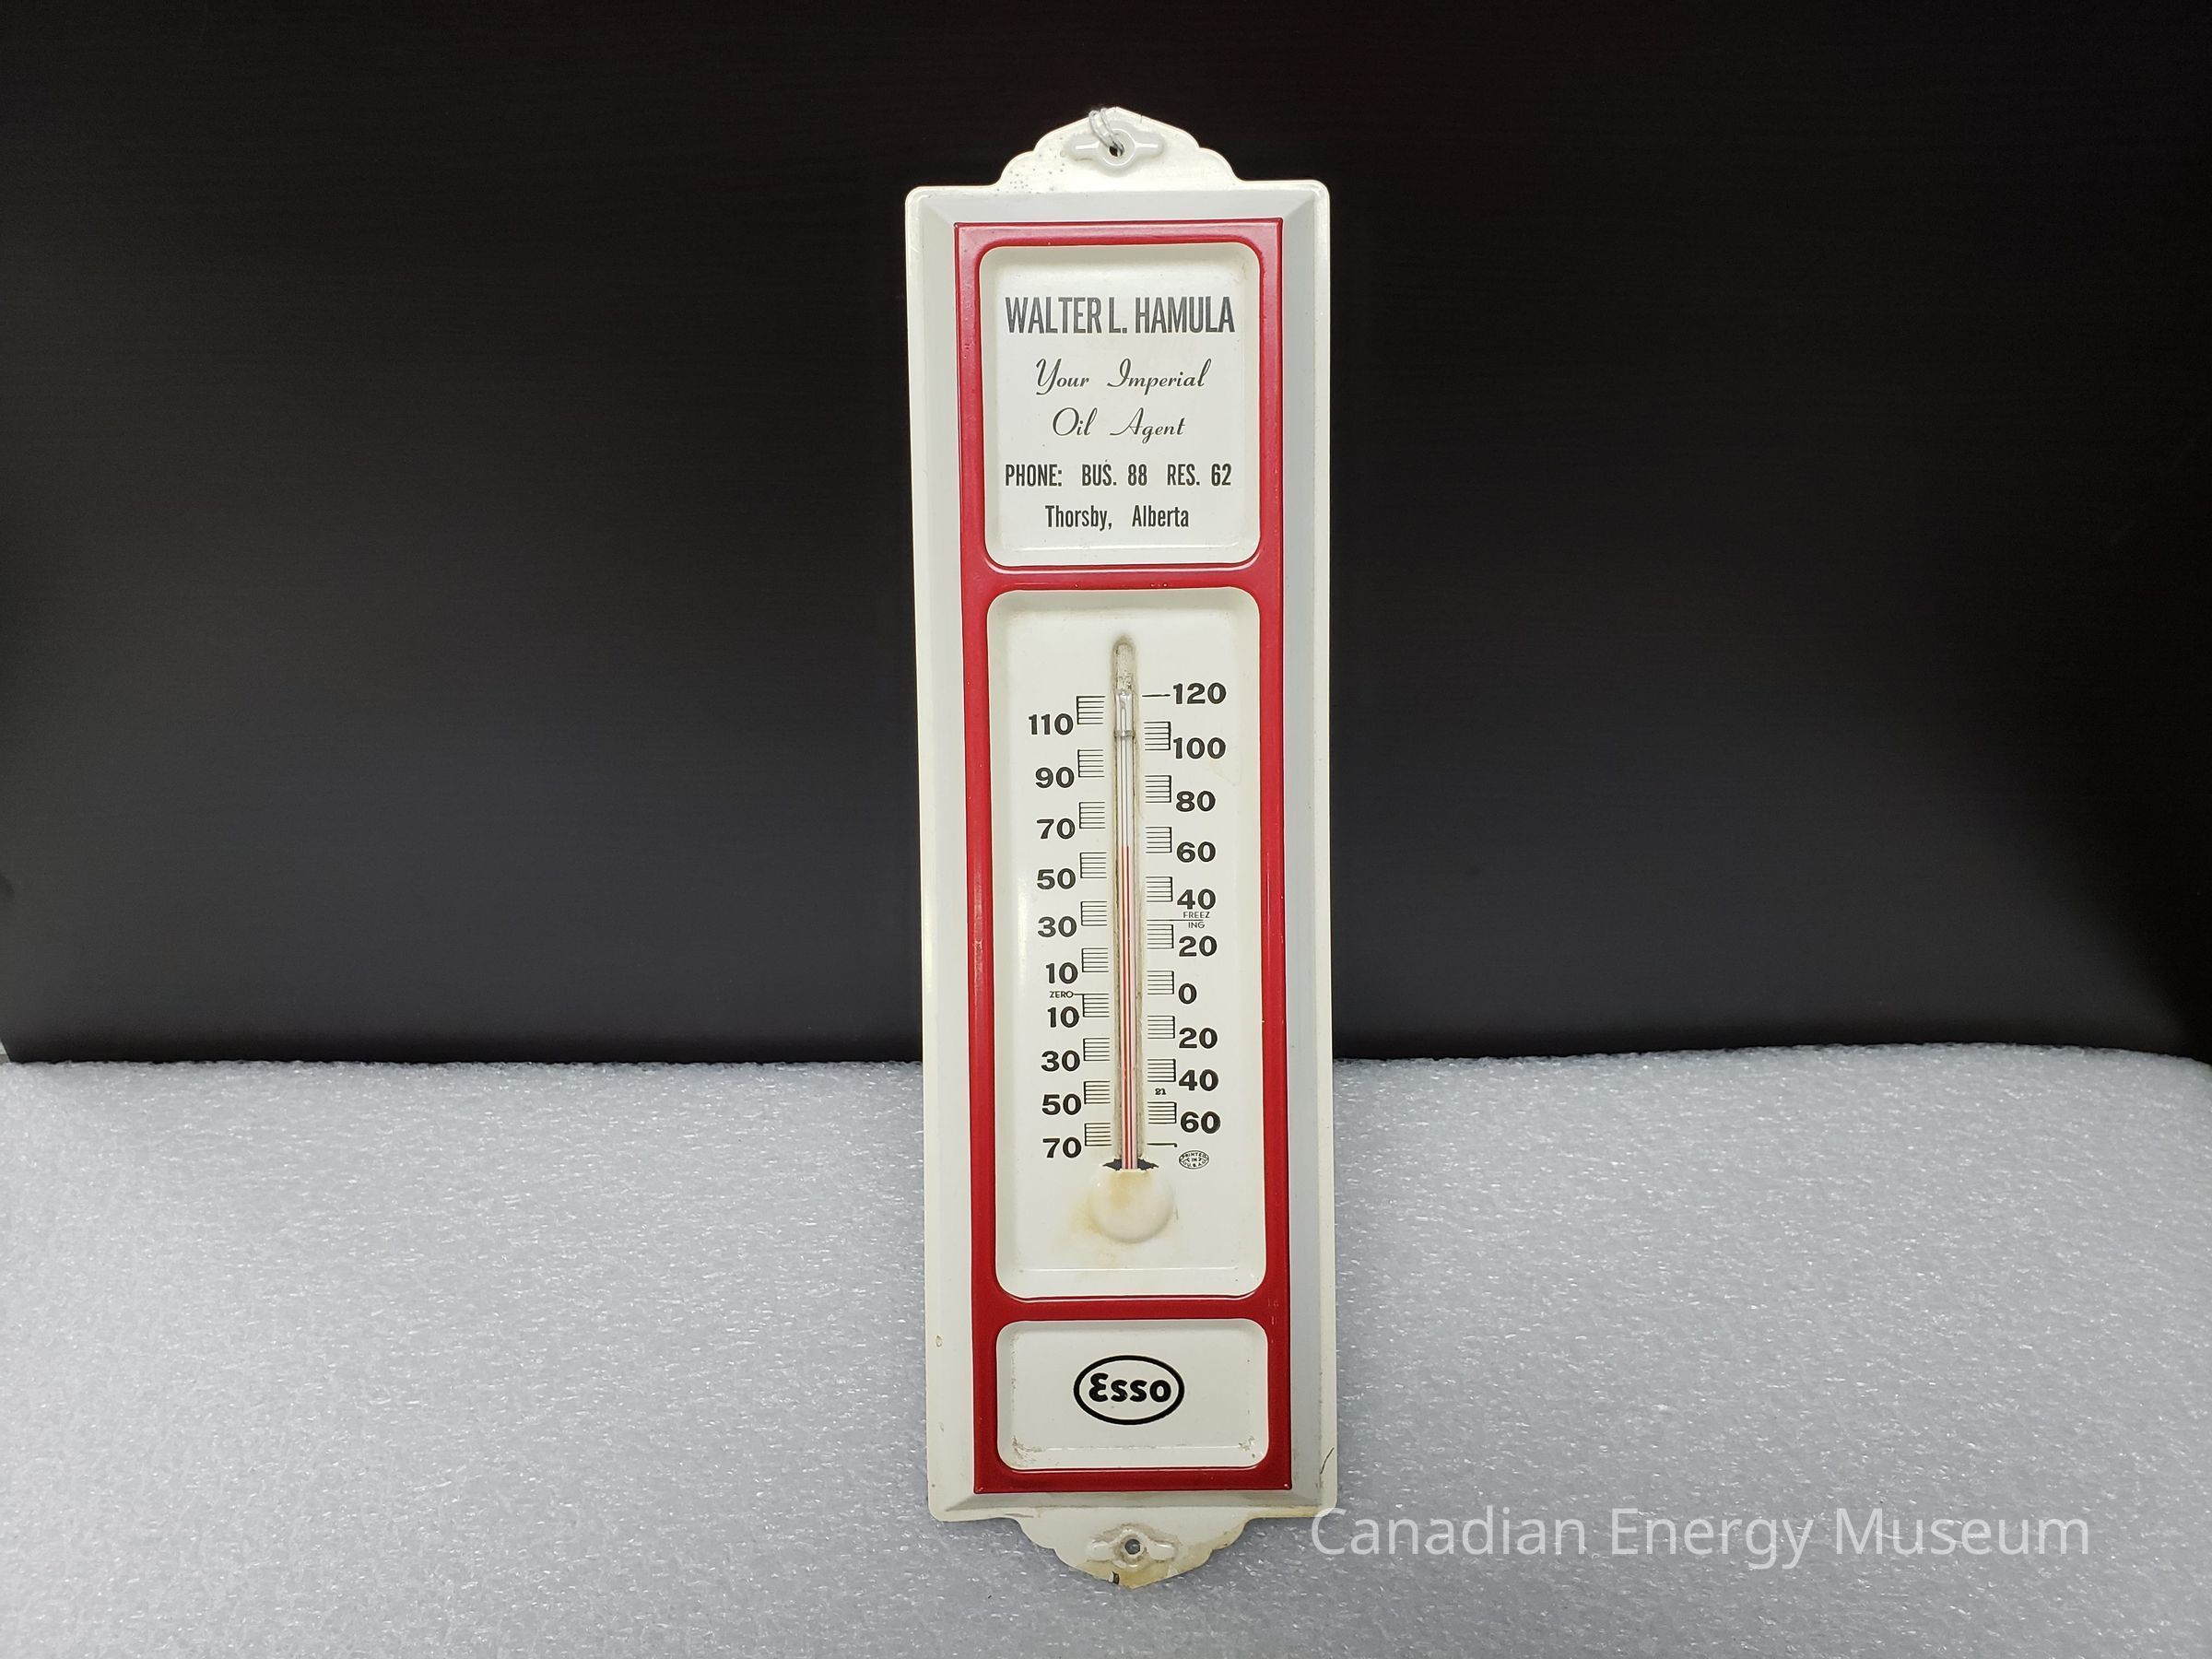 WALTER L. HAMULA
Your Imperial
Oil Agent
PHONE: BUS. 88 RES. 62
Thorsby, Alberta
120
110
100
90
80
70
60
50
40
30
FREEZ
ING
20
10
ZERO
0
10
20
30
40
50
60
70
PRINTED
IN
U.S.A.
Esso
Canadian Energy Museum